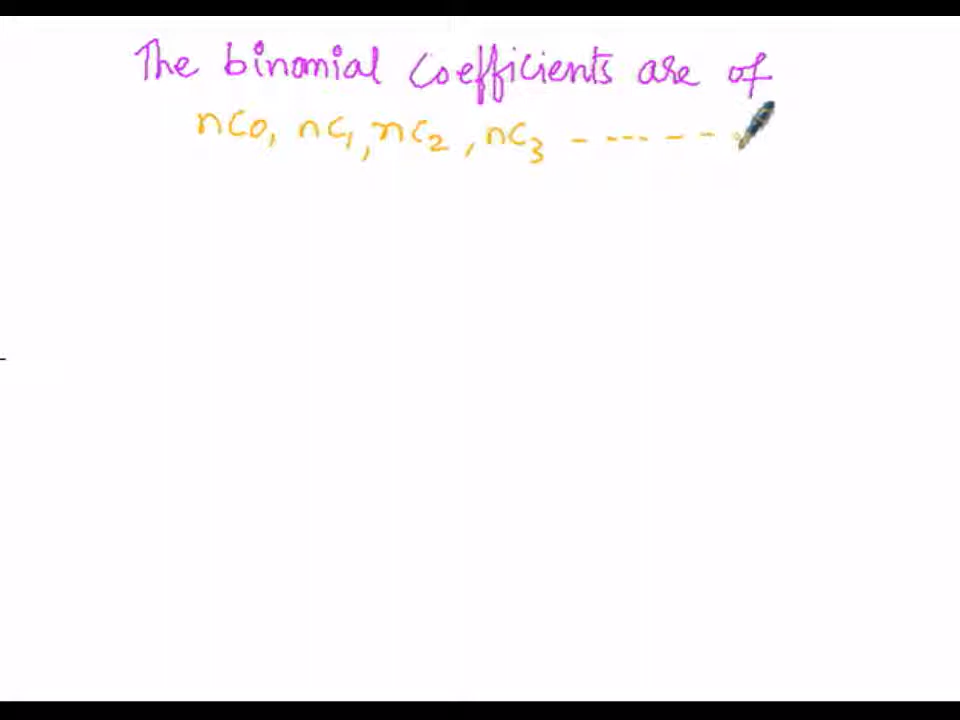 The binomial coefficients are of
nC0, nC1, nC2, nC3 - --- - -